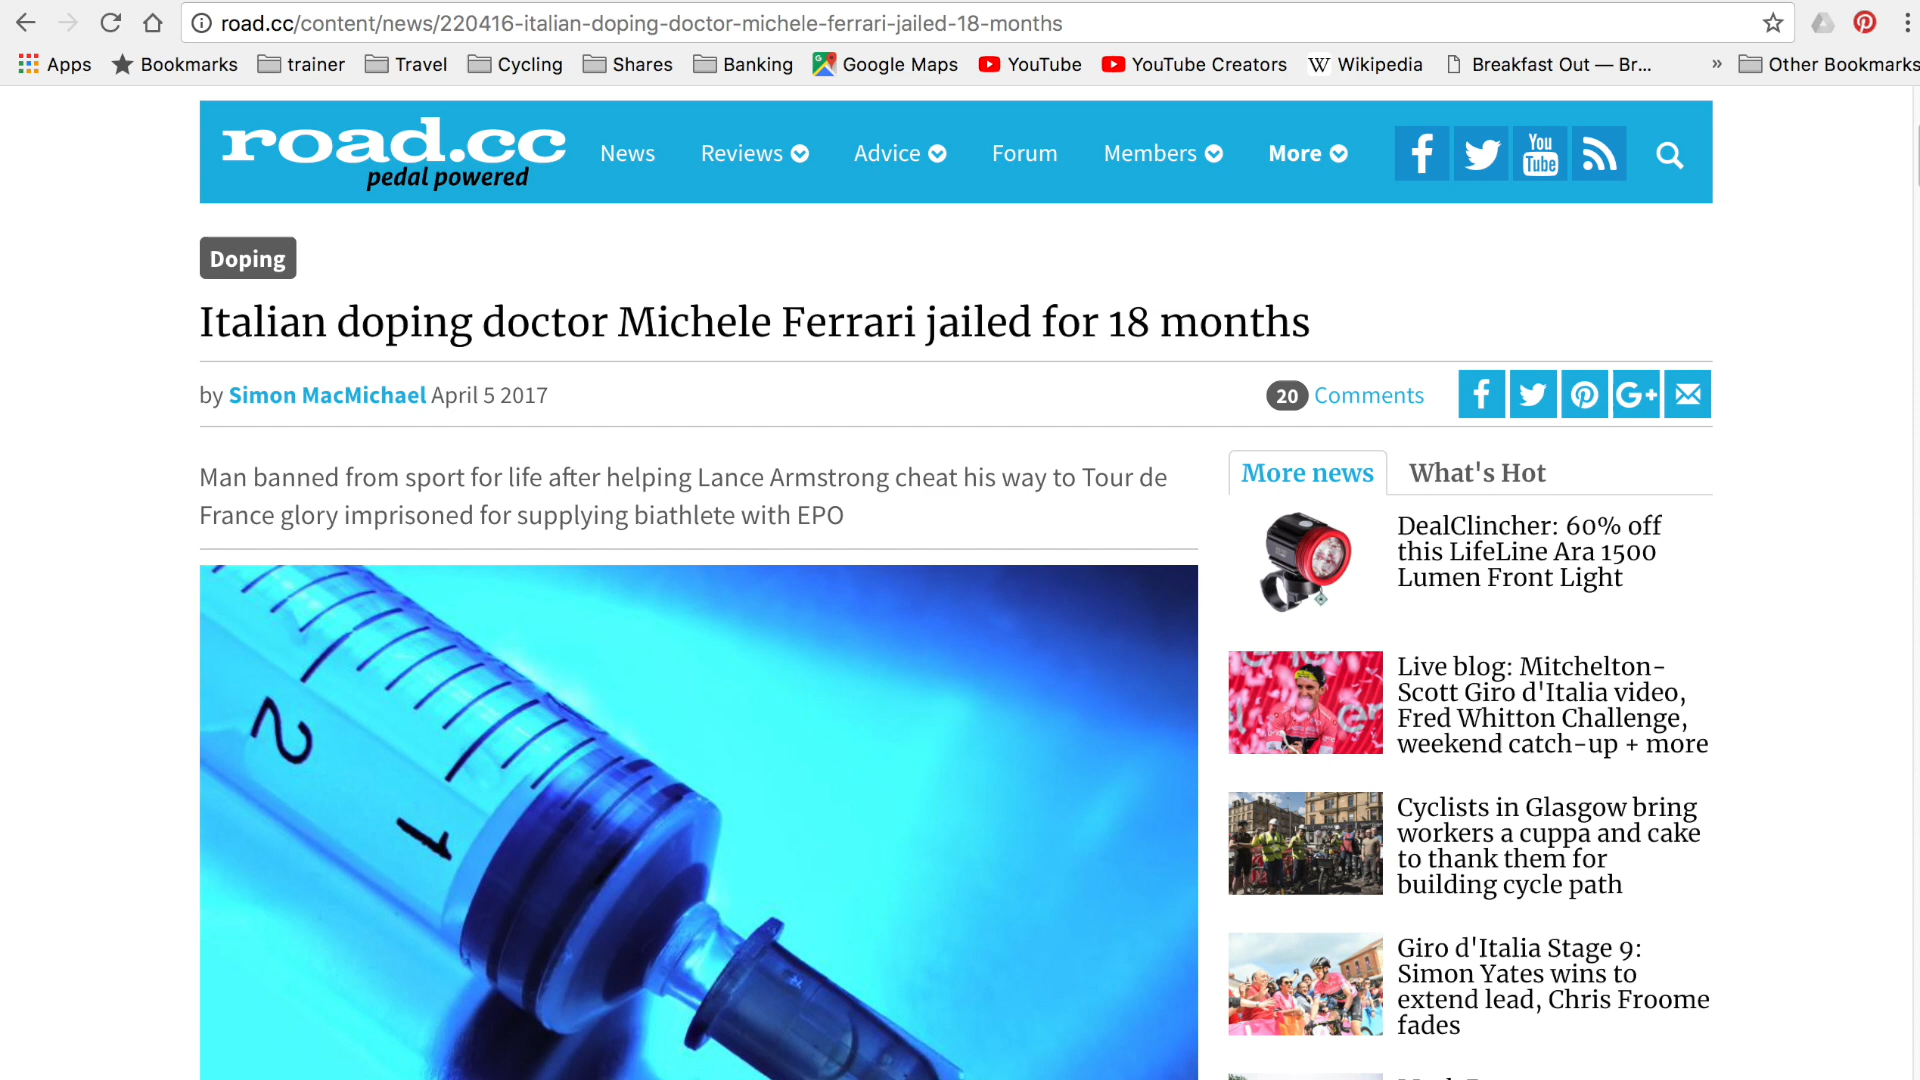 road.cc/content/news/220416-italian-doping-doctor-michele-ferrari-jailed-18-months
Apps Bookmarks trainer Travel Cycling Shares Banking Google Maps YouTube YouTube Creators W Wikipedia Breakfast Out — Br... » Other Bookmarks
road.cc
pedal powered
News Reviews Advice Forum Members More
You Tube
Doping
Italian doping doctor Michele Ferrari jailed for 18 months
by Simon MacMichael April 5 2017
20 Comments
G+
Man banned from sport for life after helping Lance Armstrong cheat his way to Tour de
France glory imprisoned for supplying biathlete with EPO
2
1
More news What's Hot
DealClincher: 60% off
this LifeLine Ara 1500
Lumen Front Light
Live blog: Mitchelton-
Scott Giro d'Italia video,
Fred Whitton Challenge,
weekend catch-up + more
Cyclists in Glasgow bring
workers a cuppa and cake
to thank them for
building cycle path
Giro d'Italia Stage 9:
Simon Yates wins to
extend lead, Chris Froome
fades